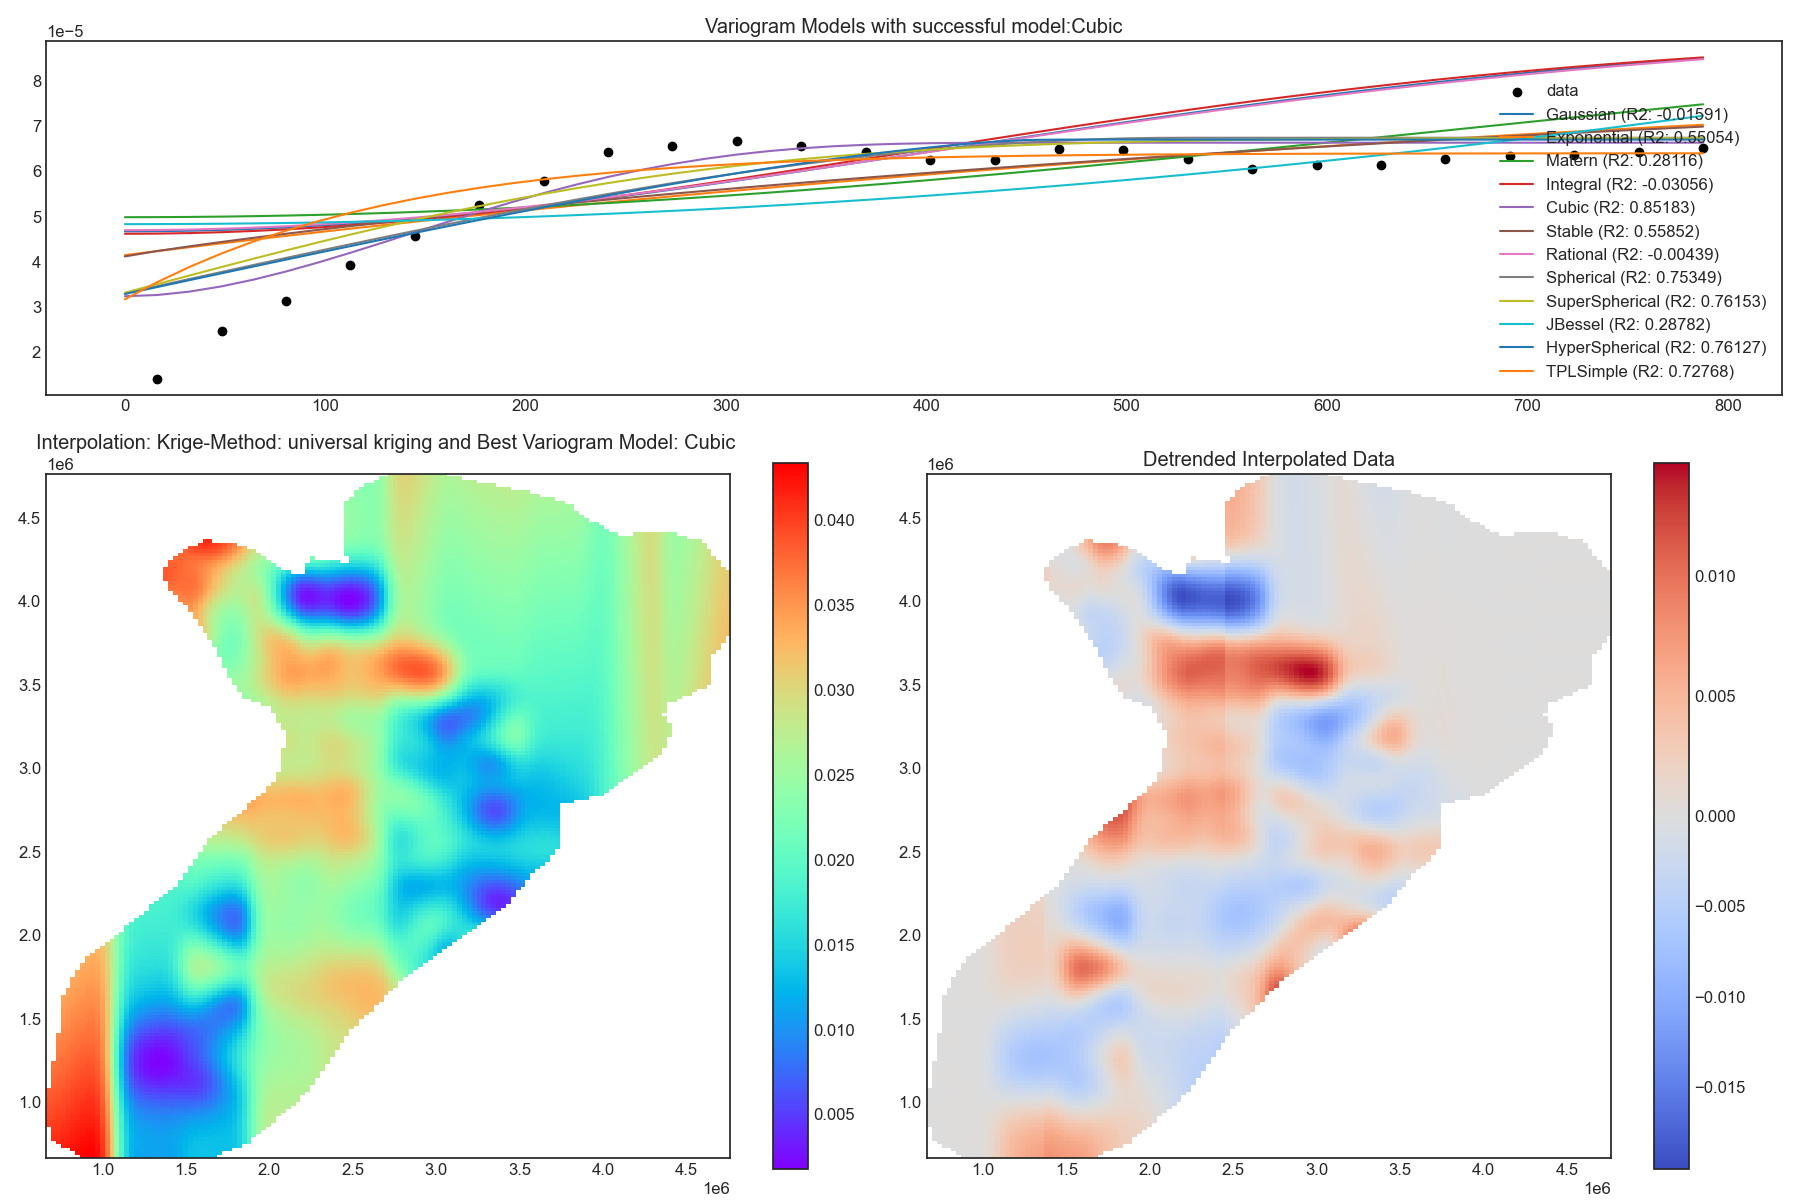 Variogram Models with successful model:Cubic
1e−5
8
7
6
5
4
3
2
data
Gaussian (R2: -0.01591)
Exponential (R2: 0.55054)
Matern (R2: 0.28116)
Integral (R2: -0.03056)
Cubic (R2: 0.85183)
Stable (R2: 0.55852)
Rational (R2: -0.00439)
Spherical (R2: 0.75349)
SuperSpherical (R2: 0.76153)
JBessel (R2: 0.28782)
HyperSpherical (R2: 0.76127)
TPLSimple (R2: 0.72768)
0 100 200 300 400 500 600 700 800
Interpolation: Krige-Method: universal kriging and Best Variogram Model: Cubic
1e6
4.5
4.0
3.5
3.0
2.5
2.0
1.5
1.0
1.0 1.5 2.0 2.5 3.0 3.5 4.0 4.5
1e6
0.040
0.035
0.030
0.025
0.020
0.015
0.010
0.005
Detrended Interpolated Data
1e6
4.5
4.0
3.5
3.0
2.5
2.0
1.5
1.0
1.0 1.5 2.0 2.5 3.0 3.5 4.0 4.5
1e6
0.010
0.005
0.000
−0.005
−0.010
−0.015